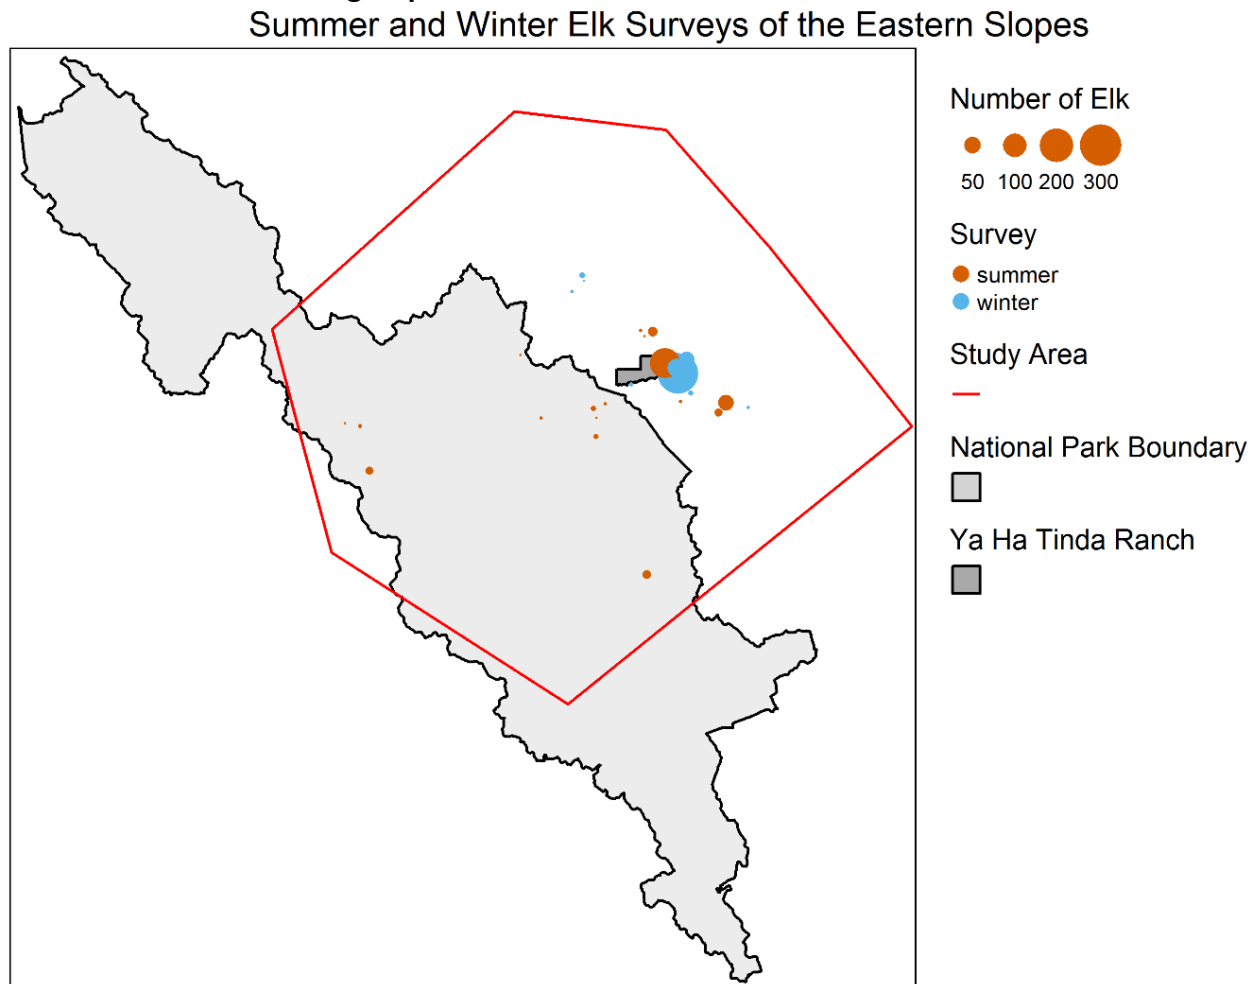 Summer and Winter Elk Surveys of the Eastern Slopes
Number of Elk
50 100 200 300
Survey
summer
winter
Study Area
National Park Boundary
Ya Ha Tinda Ranch